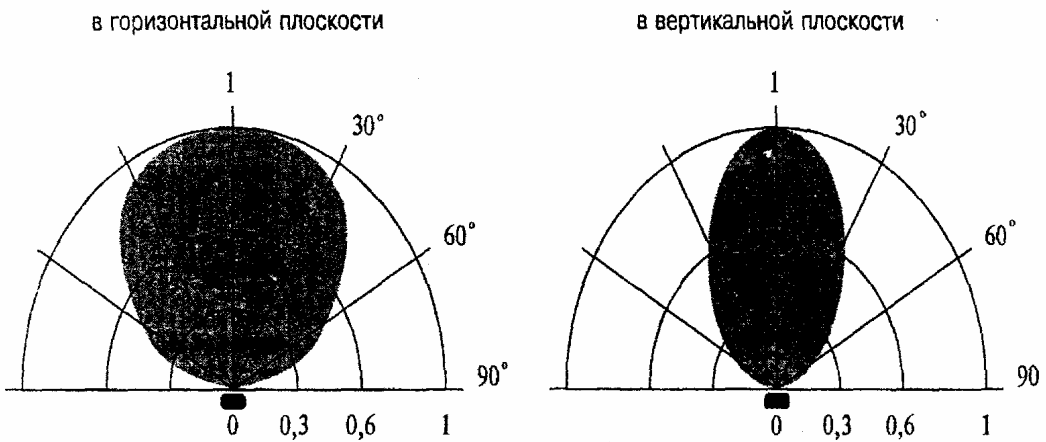 в горизонтальной плоскости
1
30°
60°
90°
0 0,3 0,6 1
в вертикальной плоскости
1
30°
60°
90
0 0,3 0,6 1